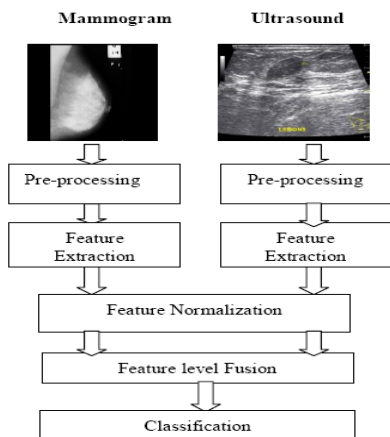 Mammogram Ultrasound
Pre-processing Pre-processing
Feature Feature
Extraction Extraction
Feature Normalization
Feature level Fusion
Classification